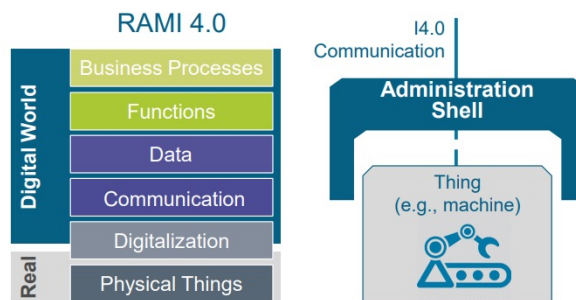 RAMI 4.0
Digital World
Business Processes
Functions
Data
Communication
Digitalization
Real
Physical Things
I4.0
Communication
Administration
Shell
Thing
(e.g., machine)